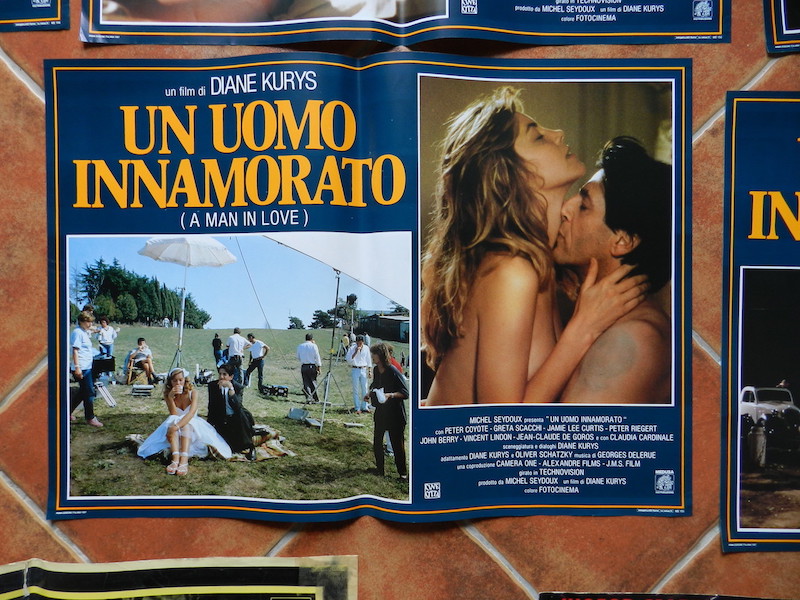 girato in TECHNOVISION
prodotto da MICHEL SEYDOUX un film di DIANE KURYS
colore FOTOCINEMA
un film di DIANE KURYS
UN UOMO
INNAMORATO
( A MAN IN LOVE )
MICHEL SEYDOUX presenta "UN UOMO INNAMORATO"
con PETER COYOTE - GRETA SCACCHI - JAMIE LEE CURTIS - PETER RIEGERT
JOHN BERRY - VINCENT LINDON - JEAN-CLAUDE DE GOROS e con CLAUDIA CARDINALE
sceneggiatura e dialoghi DIANE KURYS
adattamento DIANE KURYS e OLIVER SCHATZKY musica di GEORGES DELERUE
una coproduzione CAMERA ONE - ALEXANDRE FILMS - J.M.S. FILM
girato in TECHNOVISION
prodotto da MICHEL SEYDOUX un film di DIANE KURYS
colore FOTOCINEMA
MEDUSA
IN